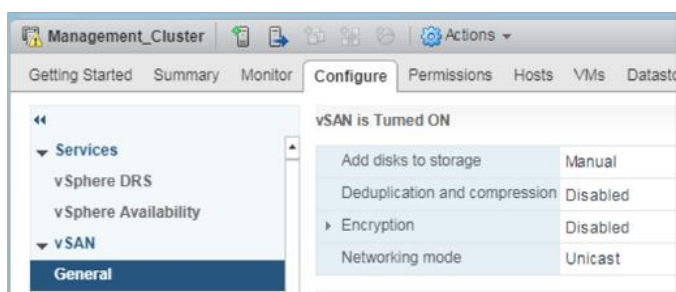 Management_Cluster Actions
Getting Started Summary Monitor Configure Permissions Hosts VMs
vSAN is Turned ON
Services
vSphere DRS
vSphere Availability
vSAN
General
Add disks to storage Manual
Deduplication and compression Disabled
Encryption Disabled
Networking mode Unicast